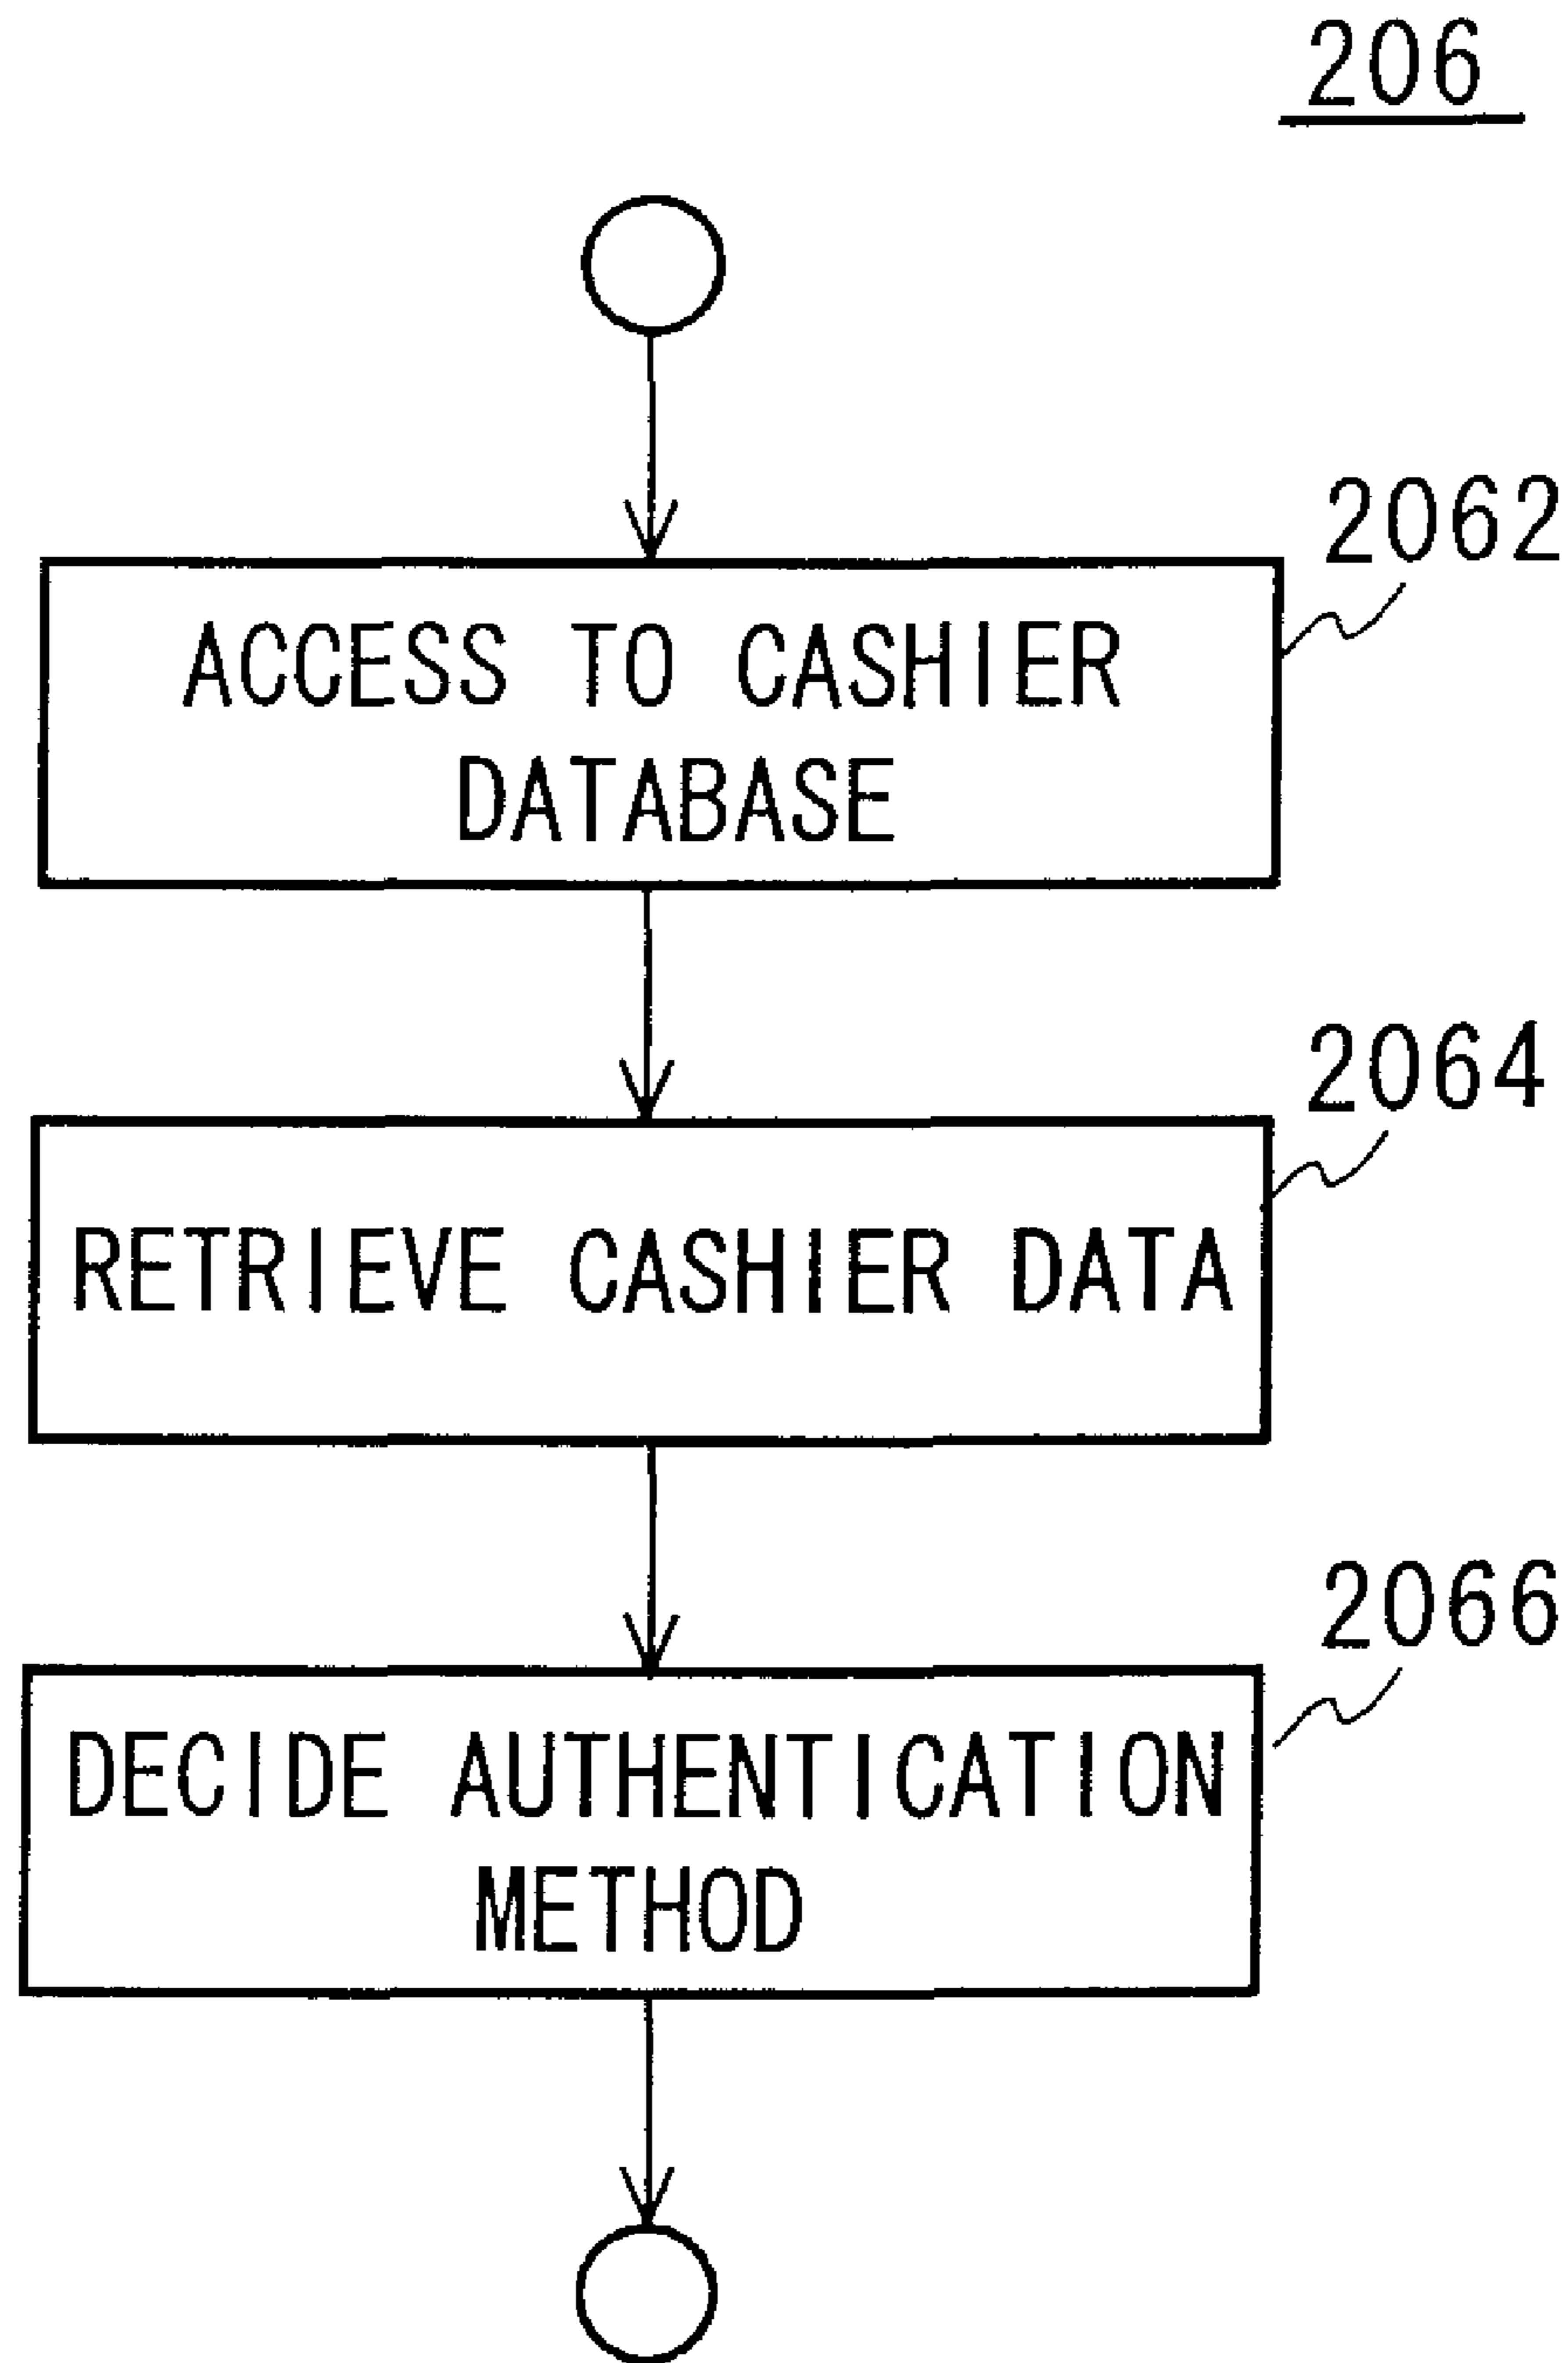 206
2062
ACCESS TO CASHIER
DATABASE
2064
RETRIEVE CASHIER DATA
2066
DECIDE AUTHENTICATION
METHOD